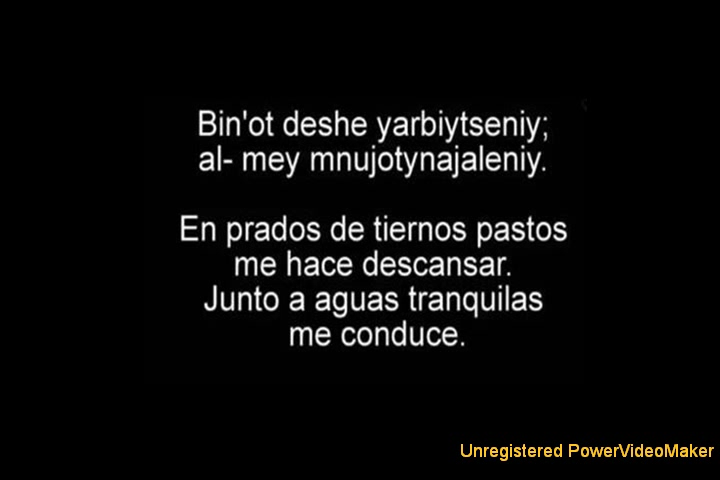 Bin'ot deshe yarbiytseniy;
al- mey mnujotynajaleniy.
En prados de tiernos pastos
me hace descansar.
Junto a aguas tranquilas
me conduce.
Unregistered PowerVideoMaker